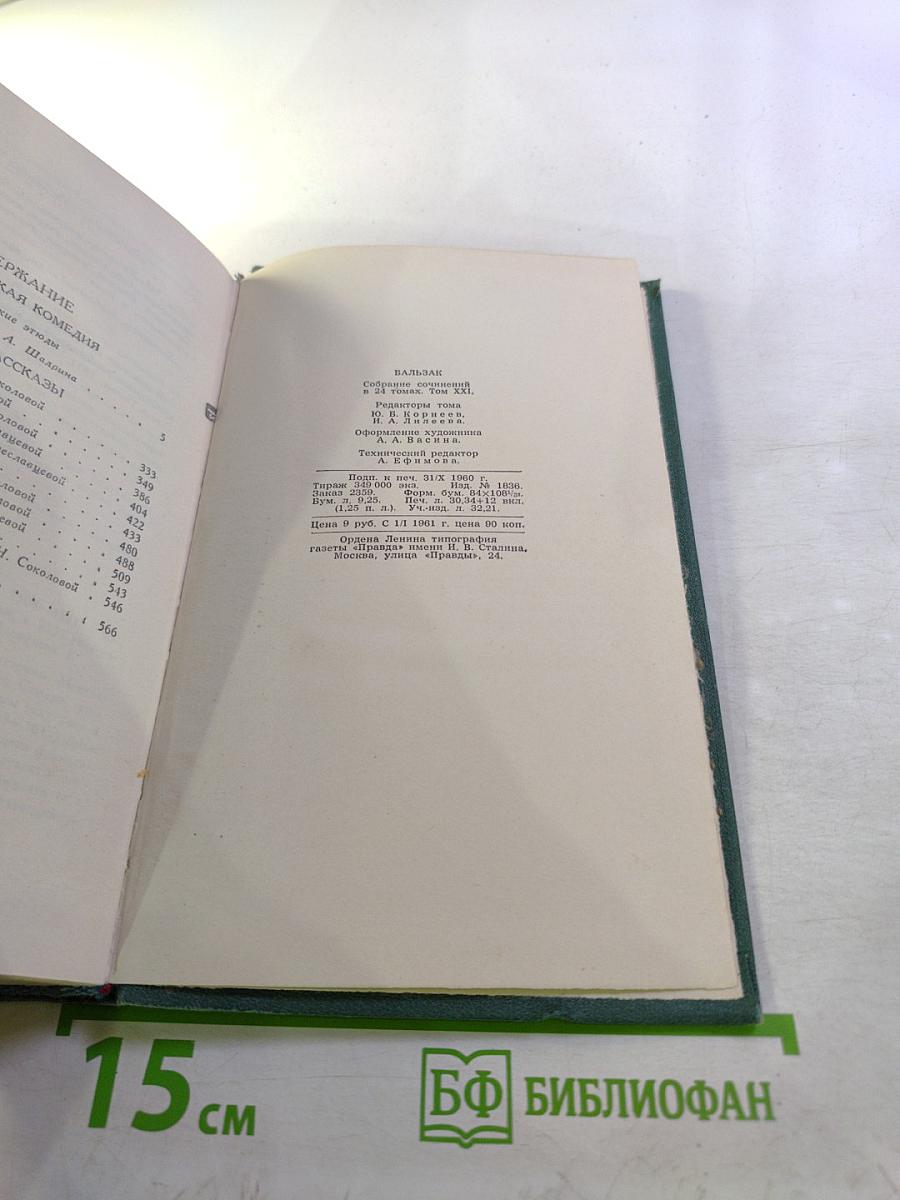 КАЯ КОМЕДИЯ
этюды
А. Шадрина
5
333
349
386
404
422
433
480
488
509
543
Соколовой 546
566
БАЛЬЗАК
Собрание сочинений
в 24 томах. Том XXI.
Редакторы тома
Ю. Б. Корнеев,
И. А. Лилеева.
Оформление художника
А. А. Васина.
Технический редактор
А. Ефимова.
Подп. к печ. 31/X 1960 г.
Тираж 349 000 экз. Изд. № 1836.
Заказ 2359. Форм. бум. 84×108¹/₃₂.
Бум. л. 9,25. Печ. л. 30,34+12 вкл.
(1,25 п. л.). Уч.-изд. л. 32,21.
Цена 9 руб. С 1/I 1961 г. цена 90 коп.
Ордена Ленина типография
газеты «Правда» имени И. В. Сталина,
Москва, улица «Правды», 24.
15 см
БФ БИБЛИОФАН